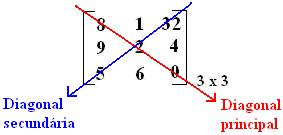 8 1 32
9 2 4
5 6 0
3 x 3
Diagonal
secundária
Diagonal
principal